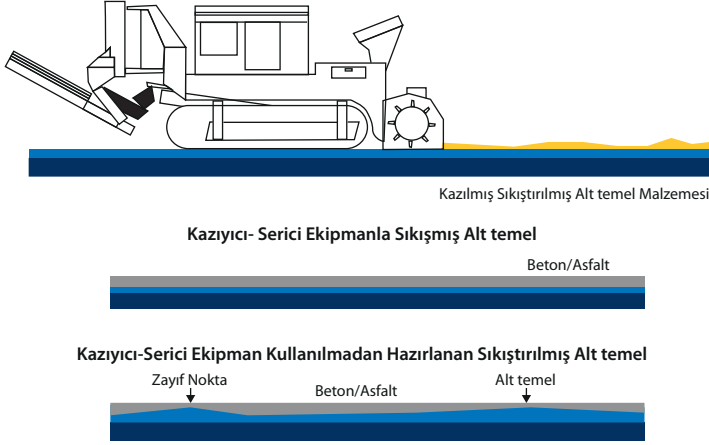 Kazılmış Sıkıştırılmış Alt temel Malzemesi
Kazıyıcı- Serici Ekipmanla Sıkışmış Alt temel
Beton/Asfalt
Kazıyıcı-Serici Ekipman Kullanılmadan Hazırlanan Sıkıştırılmış Alt temel
Zayıf Nokta
Beton/Asfalt
Alt temel